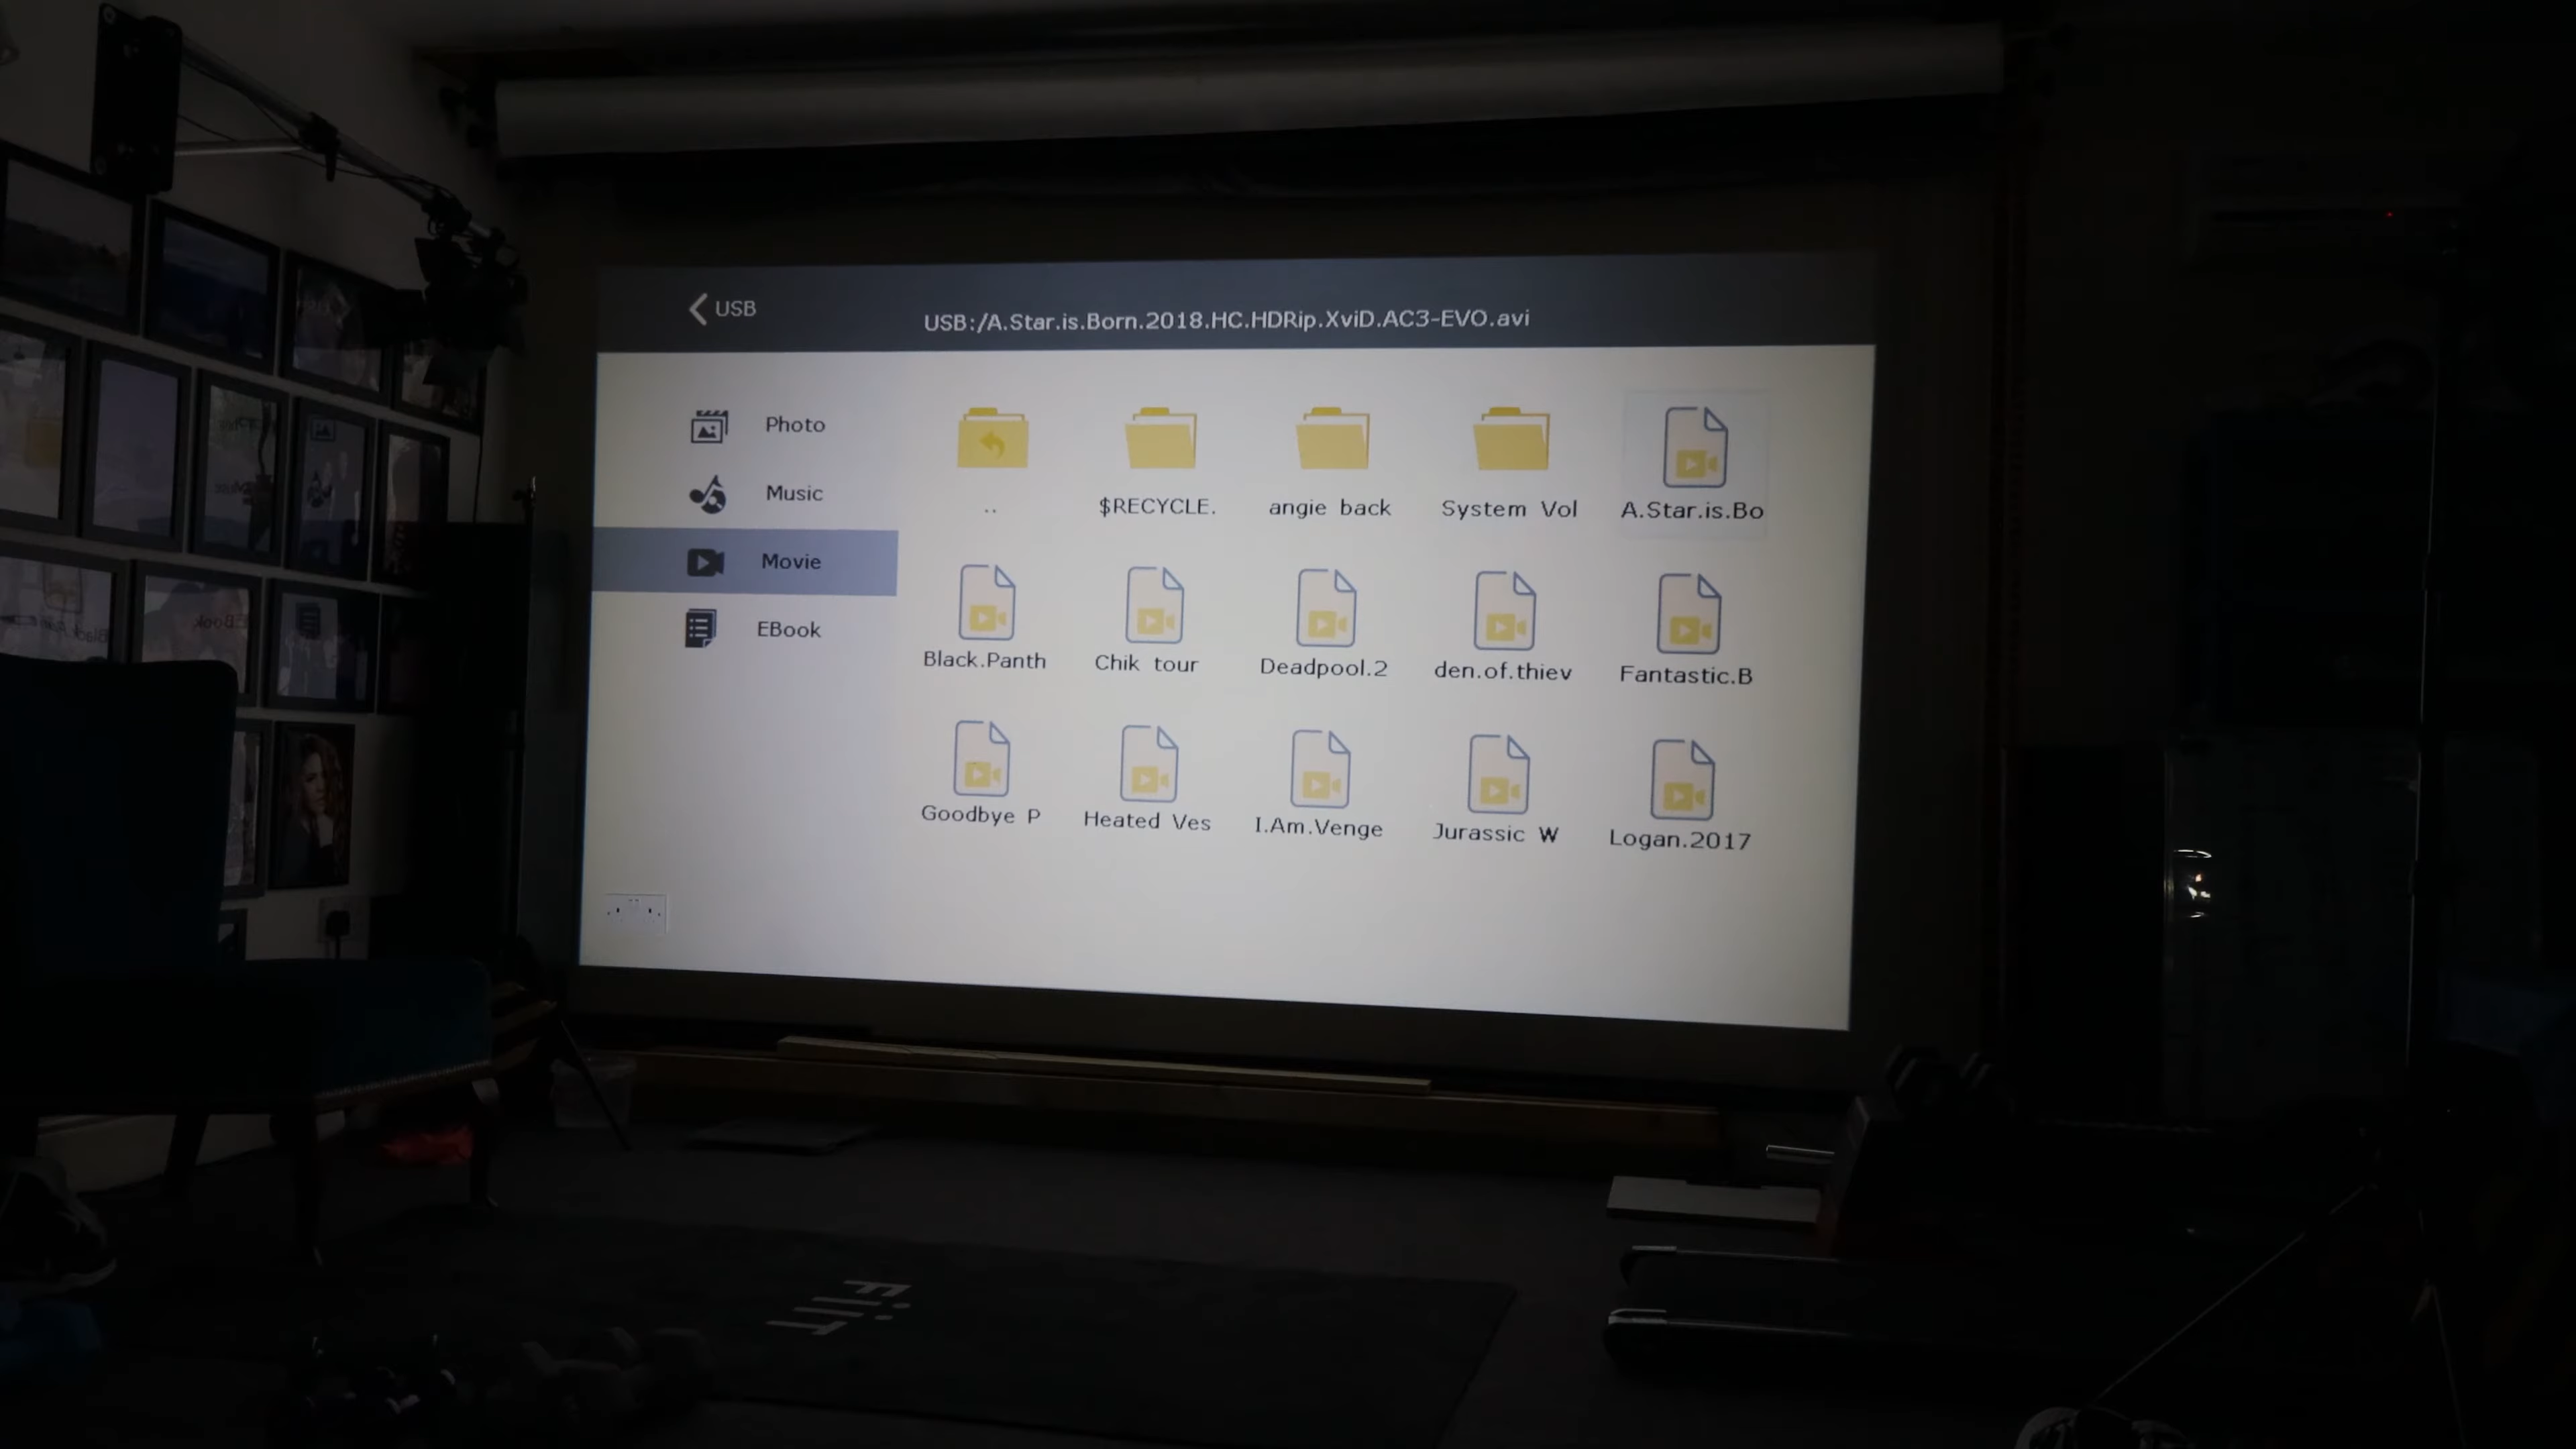 USB
USB:/A.Star.is.Born.2018.HC.HDRip.XviD.AC3-EVO.avi
Photo
Music
Movie
EBook
..
$RECYCLE.
angie back
System Vol
A.Star.is.Bo
Black.Panth
Chik tour
Deadpool.2
den.of.thiev
Fantastic.B
Goodbye P
Heated Ves
I.Am.Venge
Jurassic W
Logan.2017
FiiT